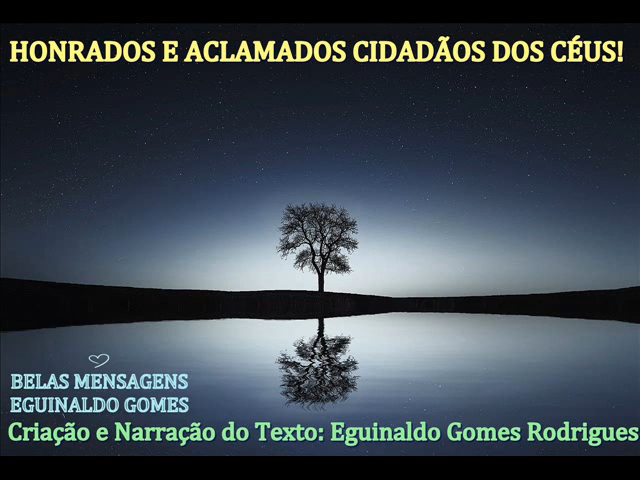 HONRADOS E ACLAMADOS CIDADÃOS DOS CÉUS!
BELAS MENSAGENS
EGUINALDO GOMES
Criação e Narração do Texto: Eguinaldo Gomes Rodrigues